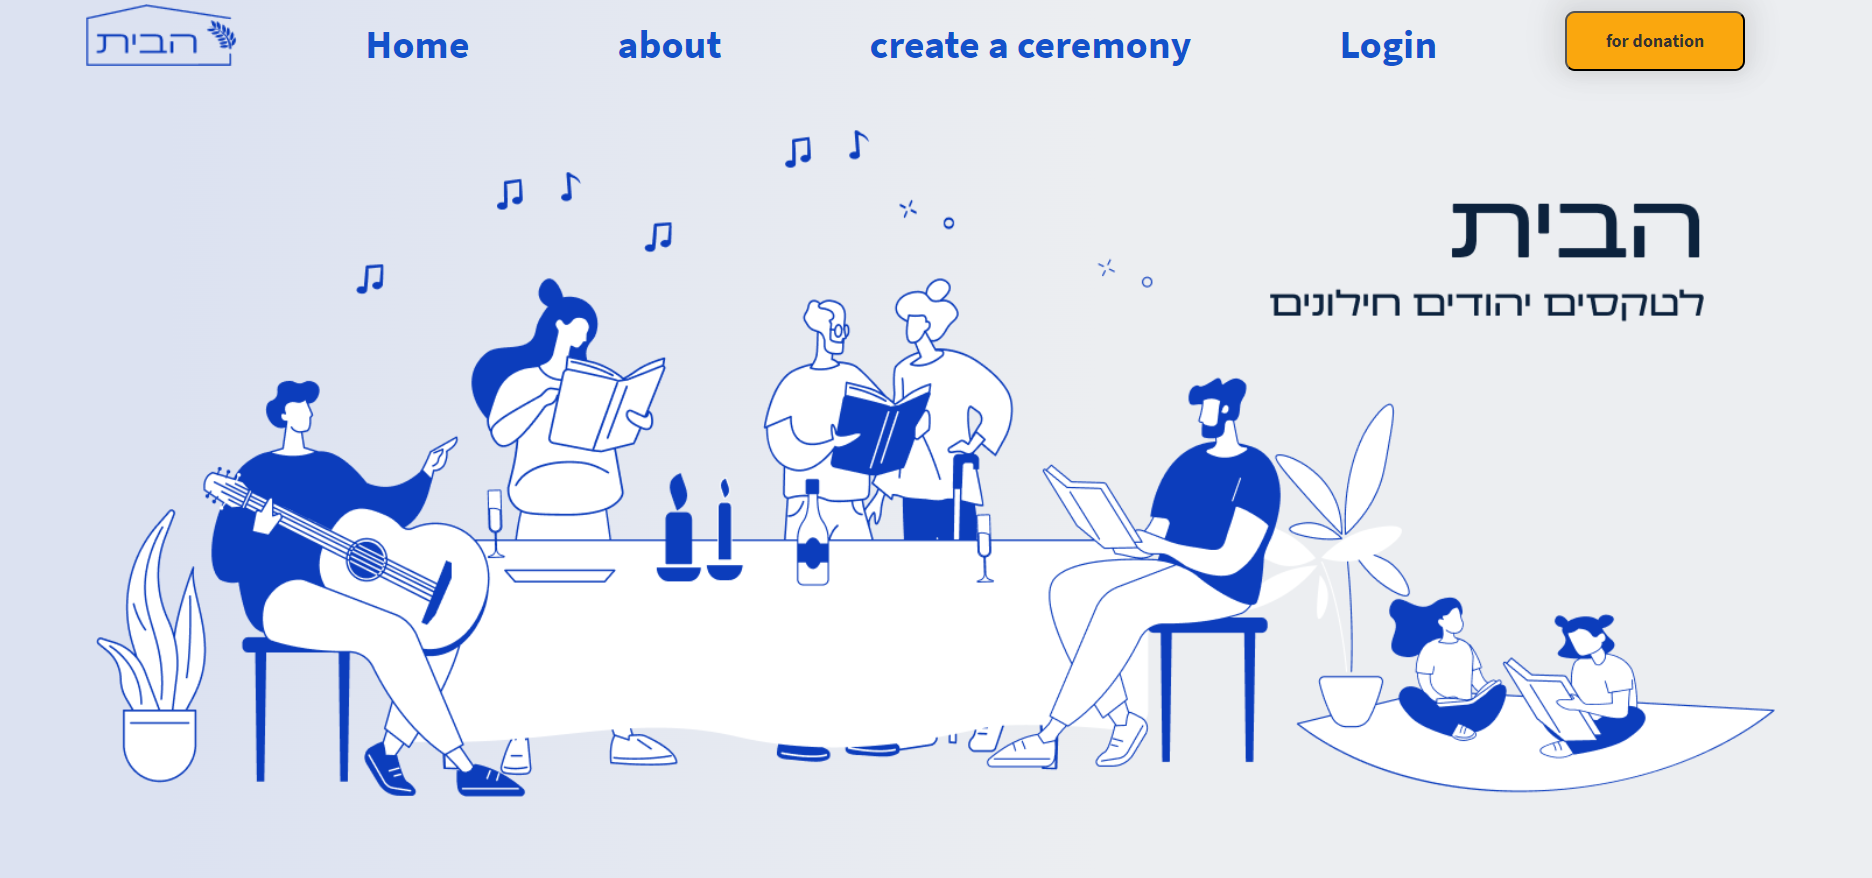 הבית
Home
about
create a ceremony
Login
for donation
הבית
לטקסים יהודים חילונים